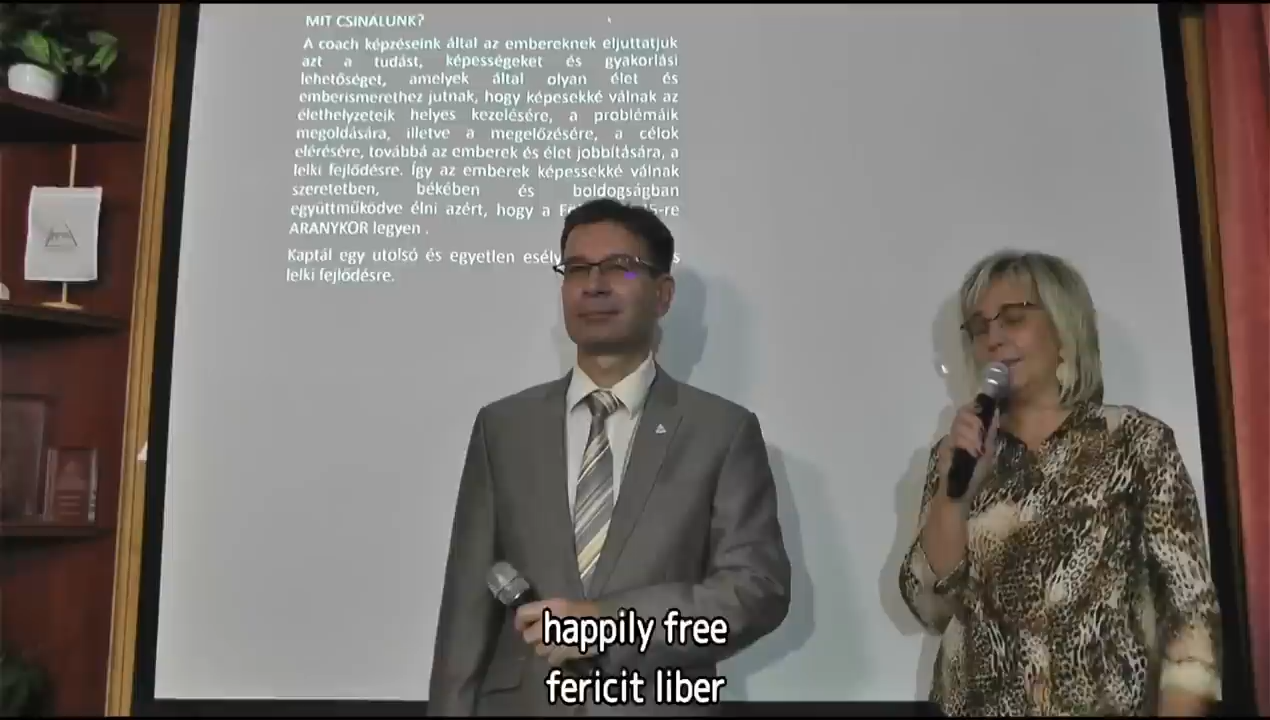 MIT CSINÁLUNK?
A coach képzéseink által az embereknek eljuttatjuk
azt a tudást, képességeket és gyakorlási
lehetőséget, amelyek által olyan élet és
emberismerethez jutnak, hogy képesekké válnak az
élethelyzeteik helyes kezelésére, a problémáik
megoldására, illetve a megelőzésére, a célok
elérésére, továbbá az emberek és élet jobbítására, a
lelki fejlődésre. Így az emberek képessekké válnak
szeretetben, békében és boldogságban
együttműködve élni azért, hogy a
ARANYKOR legyen .
Kaptál egy utolsó és egyetlen
lelki fejlődésre.
happily free
fericit liber